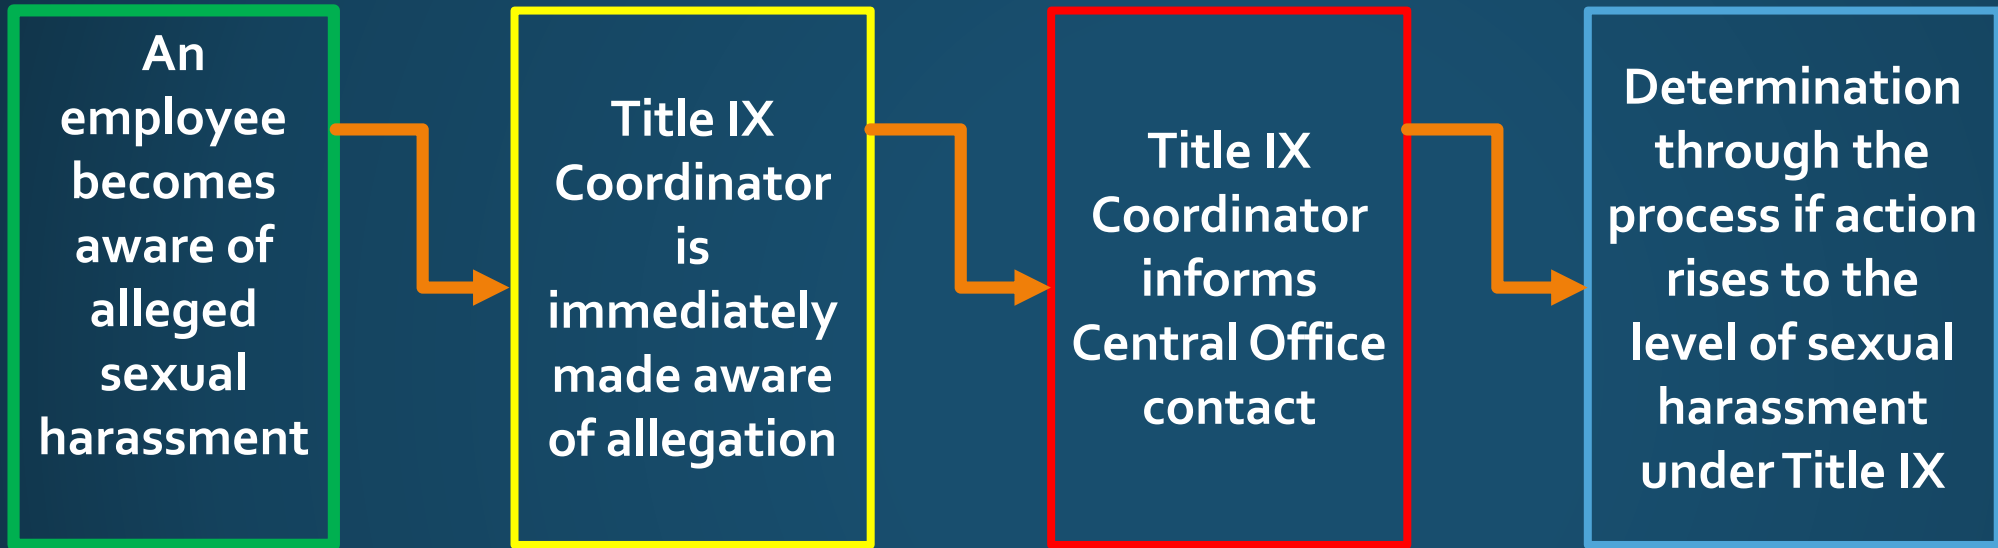 An
employee
becomes
aware of
alleged
sexual
harassment
Title IX
Coordinator
is
immediately
made aware
of allegation
Title IX
Coordinator
informs
Central Office
contact
Determination
through the
process if action
rises to the
level of sexual
harassment
under Title IX